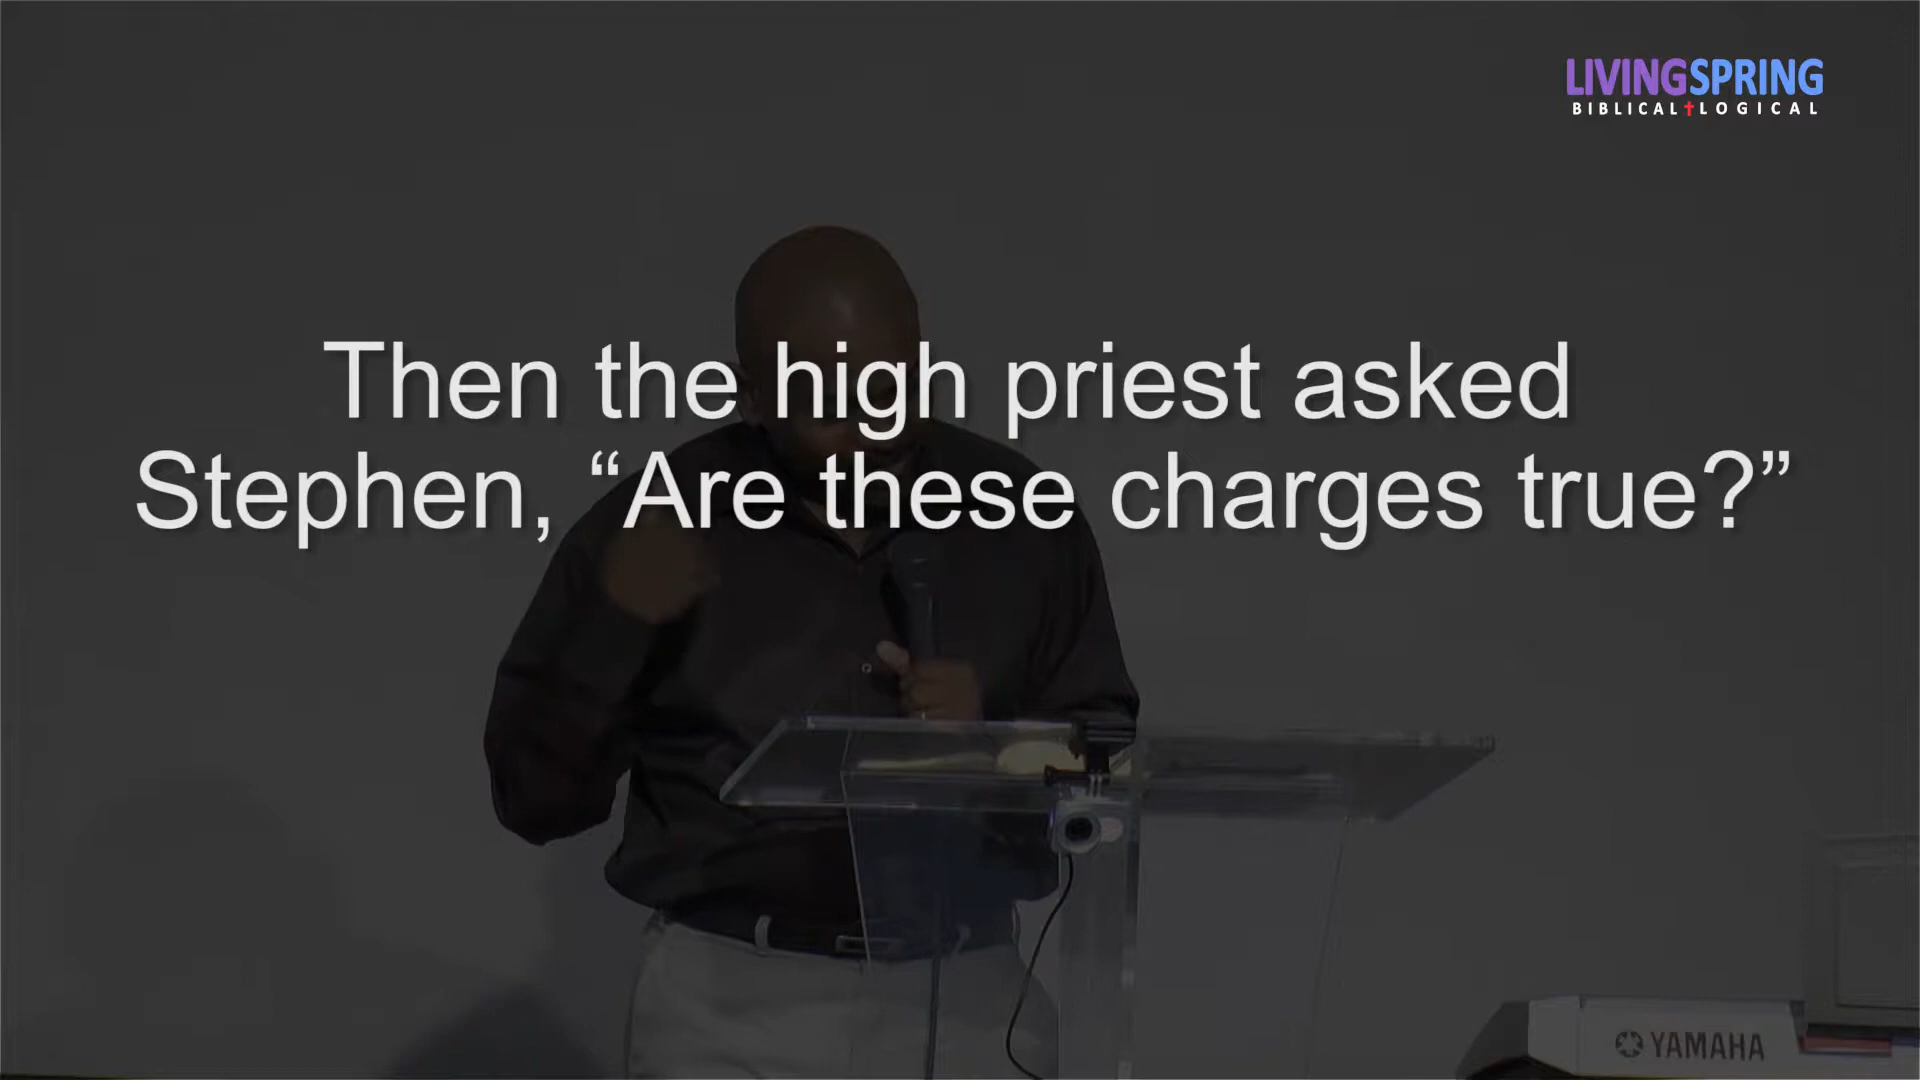 LIVINGSPRING
BIBLICAL✝LOGICAL
Then the high priest asked
Stephen, “Are these charges true?”
YAMAHA